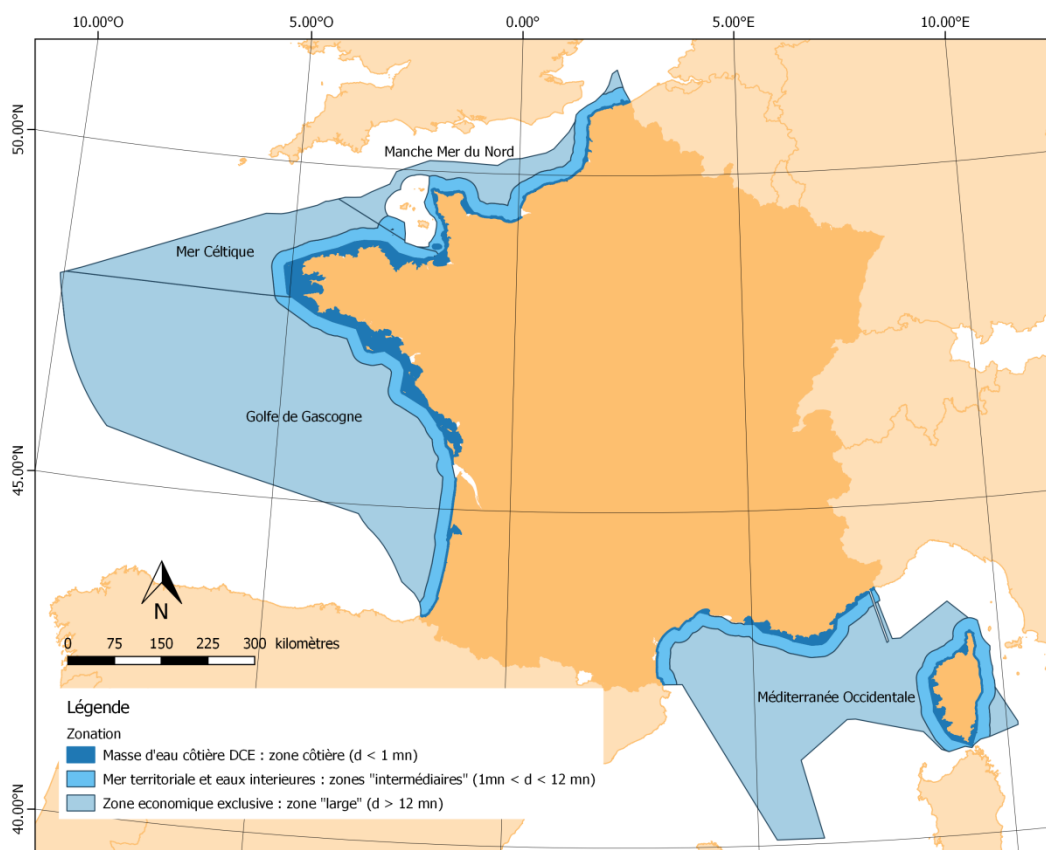 10.00°O 5.00°O 0.00°E 5.00°E 10.00°E
50.00°N
Manche Mer du Nord
Mer Céltique
Golfe de Gascogne
45.00°N
N
0 75 150 225 300 kilomètres
Méditerranée Occidentale
Légende
Zonation
Masse d'eau côtière DCE : zone côtière (d < 1 mn)
Mer territoriale et eaux interieures : zones "intermédiaires" (1mn < d < 12 mn)
Zone economique exclusive : zone "large" (d > 12 mn)
40.00°N